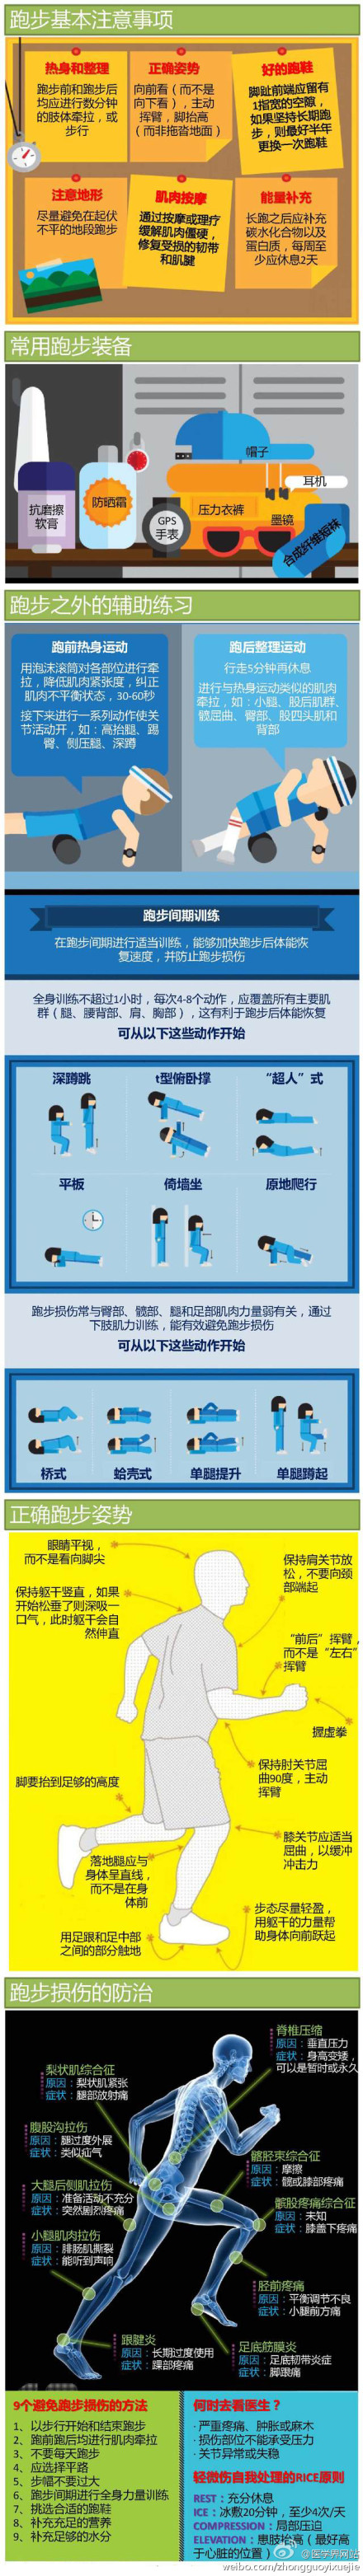 跑步基本注意事项
热身和整理
跑步前和跑步后
均应进行数分钟
的肢体牵拉，或
步行
正确姿势
向前看（而不是
向下看），主动
挥臂，脚抬高
（而非拖沓地面）
好的跑鞋
脚趾前端应留有
1指宽的空隙，
如果坚持长期跑
步，则最好半年
更换一次跑鞋
注意地形
尽量避免在起伏
不平的地段跑步
肌肉按摩
通过按摩或理疗
缓解肌肉僵硬，
修复受损的韧带
和肌腱
能量补充
长跑之后应补充
碳水化合物以及
蛋白质，每周至
少应休息2天
常用跑步装备
抗磨擦
软膏
防晒霜
GPS
手表
帽子
耳机
压力衣裤
墨镜
合成纤维短袜
跑步之外的辅助练习
跑前热身运动
用泡沫滚筒对各部位进行牵
拉，降低肌肉紧张度，纠正
肌肉不平衡状态，30-60秒
接下来进行一系列动作使关
节活动开，如：高抬腿、踢
臀、侧压腿、深蹲
跑后整理运动
行走5分钟再休息
进行与热身运动类似的肌肉
牵拉，如：小腿、股后肌群、
髋屈曲、臀部、股四头肌和
背部
跑步间期训练
在跑步间期进行适当训练，能够加快跑步后体能恢
复速度，并防止跑步损伤
全身训练不超过1小时，每次4-8个动作，应覆盖所有主要肌
群（腿、腰背部、肩、胸部），这有利于跑步后体能恢复
可从以下这些动作开始
深蹲跳
t型俯卧撑
“超人”式
平板
倚墙坐
原地爬行
跑步损伤常与臀部、髋部、腿和足部肌肉力量弱有关，通过
下肢肌力训练，能有效避免跑步损伤
可从以下这些动作开始
桥式
蛤壳式
单腿提升
单腿蹲起
正确跑步姿势
眼睛平视，
而不是看向脚尖
保持躯干竖直，如果
开始松垂了则深吸一
口气，此时躯干会自
然伸直
保持肩关节放
松，不要向颈
部端起
“前后”挥臂，
而不是“左右”
挥臂
握虚拳
保持肘关节屈
曲90度，主动
挥臂
脚要抬到足够的高度
膝关节应适当
屈曲，以缓冲
冲击力
落地腿应与
身体呈直线，
而不是在身
体前
步态尽量轻盈，
用躯干的力量帮
助身体向前跃起
用足跟和足中部
之间的部分触地
跑步损伤的防治
脊椎压缩
原因：垂直压力
症状：身高变矮，
可以是暂时或永久
梨状肌综合征
原因：梨状肌紧张
症状：腿部放射痛
腹股沟拉伤
原因：腿过度外展
症状：类似疝气
髂胫束综合征
原因：摩擦
症状：髋或膝部疼痛
大腿后侧肌拉伤
原因：准备活动不充分
症状：突然剧烈疼痛
髌股疼痛综合征
原因：未知
症状：膝盖下疼痛
小腿肌肉拉伤
原因：腓肠肌撕裂
症状：能听到声响
胫前疼痛
原因：平衡调节不良
症状：小腿前方痛
跟腱炎
原因：长期过度使用
症状：踝部疼痛
足底筋膜炎
原因：足底韧带炎症
症状：脚跟痛
9个避免跑步损伤的方法
1、以步行开始和结束跑步
2、跑前跑后均进行肌肉牵拉
3、不要每天跑步
4、应选择平路
5、步幅不要过大
6、跑步间期进行全身力量训练
7、挑选合适的跑鞋
8、补充充足的营养
9、补充足够的水分
何时去看医生？
· 严重疼痛、肿胀或麻木
· 损伤部位不能承受压力
· 关节异常或失稳
轻微伤自我处理的RICE原则
REST：充分休息
ICE：冰敷20分钟，至少4次/天
COMPRESSION：局部压迫
ELEVATION：患肢抬高（最好高
于心脏的位置）
@医学界网站
weibo.com/zhongguoyixuejie